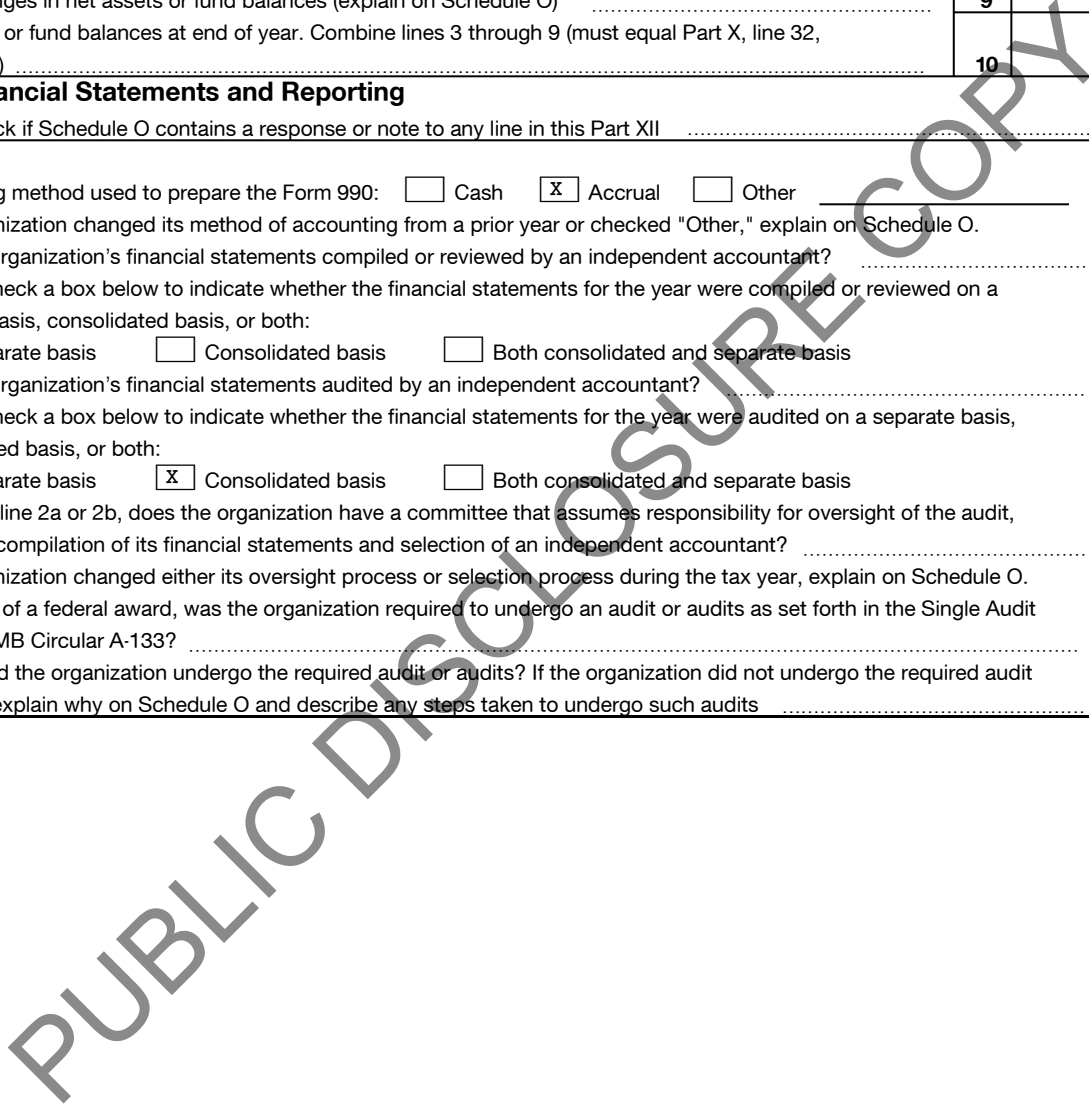 nges in net assets or fund balances (explain on Schedule O) 9
or fund balances at end of year. Combine lines 3 through 9 (must equal Part X, line 32,
) 10
ancial Statements and Reporting
ck if Schedule O contains a response or note to any line in this Part XII
g method used to prepare the Form 990: Cash X Accrual Other
nization changed its method of accounting from a prior year or checked "Other," explain on Schedule O.
rganization's financial statements compiled or reviewed by an independent accountant?
heck a box below to indicate whether the financial statements for the year were compiled or reviewed on a
asis, consolidated basis, or both:
arate basis Consolidated basis Both consolidated and separate basis
rganization's financial statements audited by an independent accountant?
heck a box below to indicate whether the financial statements for the year were audited on a separate basis,
ed basis, or both:
arate basis X Consolidated basis Both consolidated and separate basis
line 2a or 2b, does the organization have a committee that assumes responsibility for oversight of the audit,
compilation of its financial statements and selection of an independent accountant?
nization changed either its oversight process or selection process during the tax year, explain on Schedule O.
of a federal award, was the organization required to undergo an audit or audits as set forth in the Single Audit
MB Circular A-133?
d the organization undergo the required audit or audits? If the organization did not undergo the required audit
explain why on Schedule O and describe any steps taken to undergo such audits
PUBLIC DISCLOSURE COPY